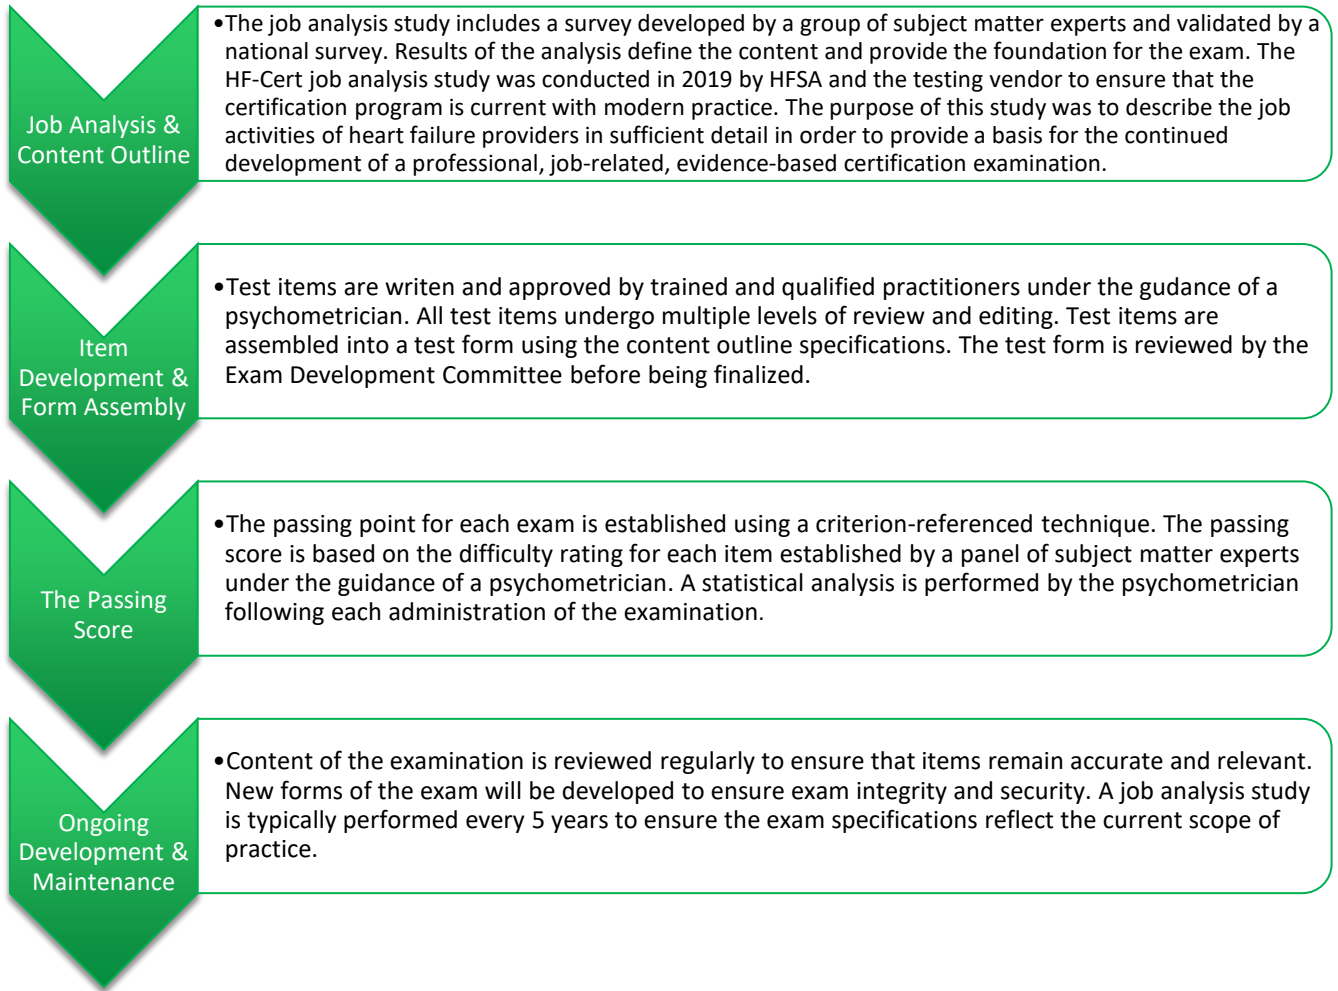 Job Analysis &
Content Outline
•The job analysis study includes a survey developed by a group of subject matter experts and validated by a
national survey. Results of the analysis define the content and provide the foundation for the exam. The
HF-Cert job analysis study was conducted in 2019 by HFSA and the testing vendor to ensure that the
certification program is current with modern practice. The purpose of this study was to describe the job
activities of heart failure providers in sufficient detail in order to provide a basis for the continued
development of a professional, job-related, evidence-based certification examination.
Item
Development &
Form Assembly
•Test items are writen and approved by trained and qualified practitioners under the gudance of a
psychometrician. All test items undergo multiple levels of review and editing. Test items are
assembled into a test form using the content outline specifications. The test form is reviewed by the
Exam Development Committee before being finalized.
The Passing
Score
•The passing point for each exam is established using a criterion-referenced technique. The passing
score is based on the difficulty rating for each item established by a panel of subject matter experts
under the guidance of a psychometrician. A statistical analysis is performed by the psychometrician
following each administration of the examination.
Ongoing
Development &
Maintenance
•Content of the examination is reviewed regularly to ensure that items remain accurate and relevant.
New forms of the exam will be developed to ensure exam integrity and security. A job analysis study
is typically performed every 5 years to ensure the exam specifications reflect the current scope of
practice.